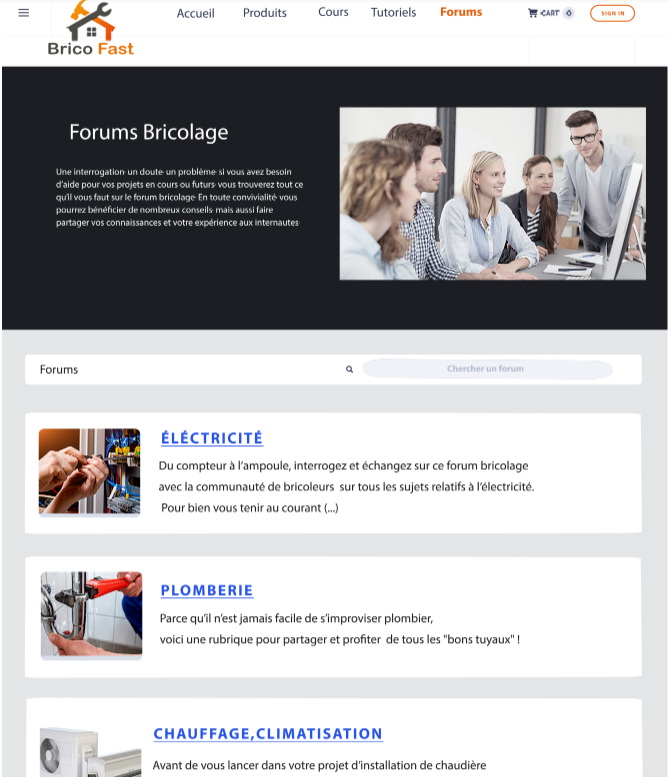 Accueil Produits Cours Tutoriels Forums CART 0 SIGN IN
Brico Fast
Forums Bricolage
Une interrogation· un doute· un problème· si vous avez besoin
d'aide pour vos projets en cours ou futurs· vous trouverez tout ce
qu'il vous faut sur le forum bricolage· En toute convivialité· vous
pourrez bénéficier de nombreux conseils· mais aussi faire
partager vos connaissances et votre expérience aux internautes·
Forums
Chercher un forum
ÉLÉCTRICITÉ
Du compteur à l'ampoule, interrogez et échangez sur ce forum bricolage
avec la communauté de bricoleurs sur tous les sujets relatifs à l'électricité.
Pour bien vous tenir au courant (...)
PLOMBERIE
Parce qu'il n'est jamais facile de s'improviser plombier,
voici une rubrique pour partager et profiter de tous les "bons tuyaux" !
CHAUFFAGE,CLIMATISATION
Avant de vous lancer dans votre projet d'installation de chaudière